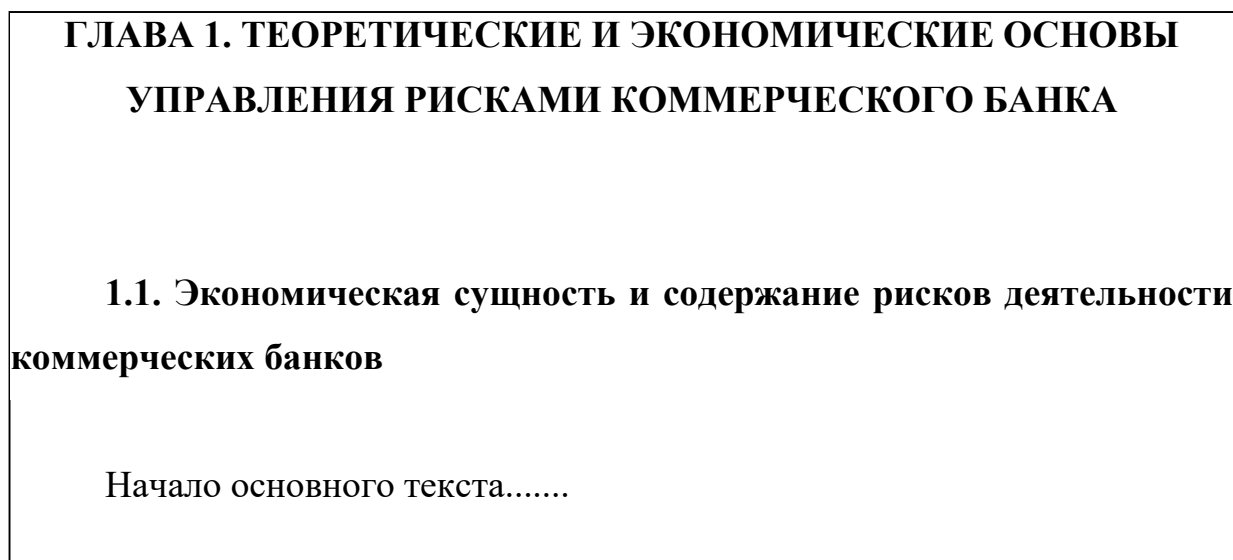 ГЛАВА 1. ТЕОРЕТИЧЕСКИЕ И ЭКОНОМИЧЕСКИЕ ОСНОВЫ
УПРАВЛЕНИЯ РИСКАМИ КОММЕРЧЕСКОГО БАНКА
1.1. Экономическая сущность и содержание рисков деятельности
коммерческих банков
Начало основного текста.......